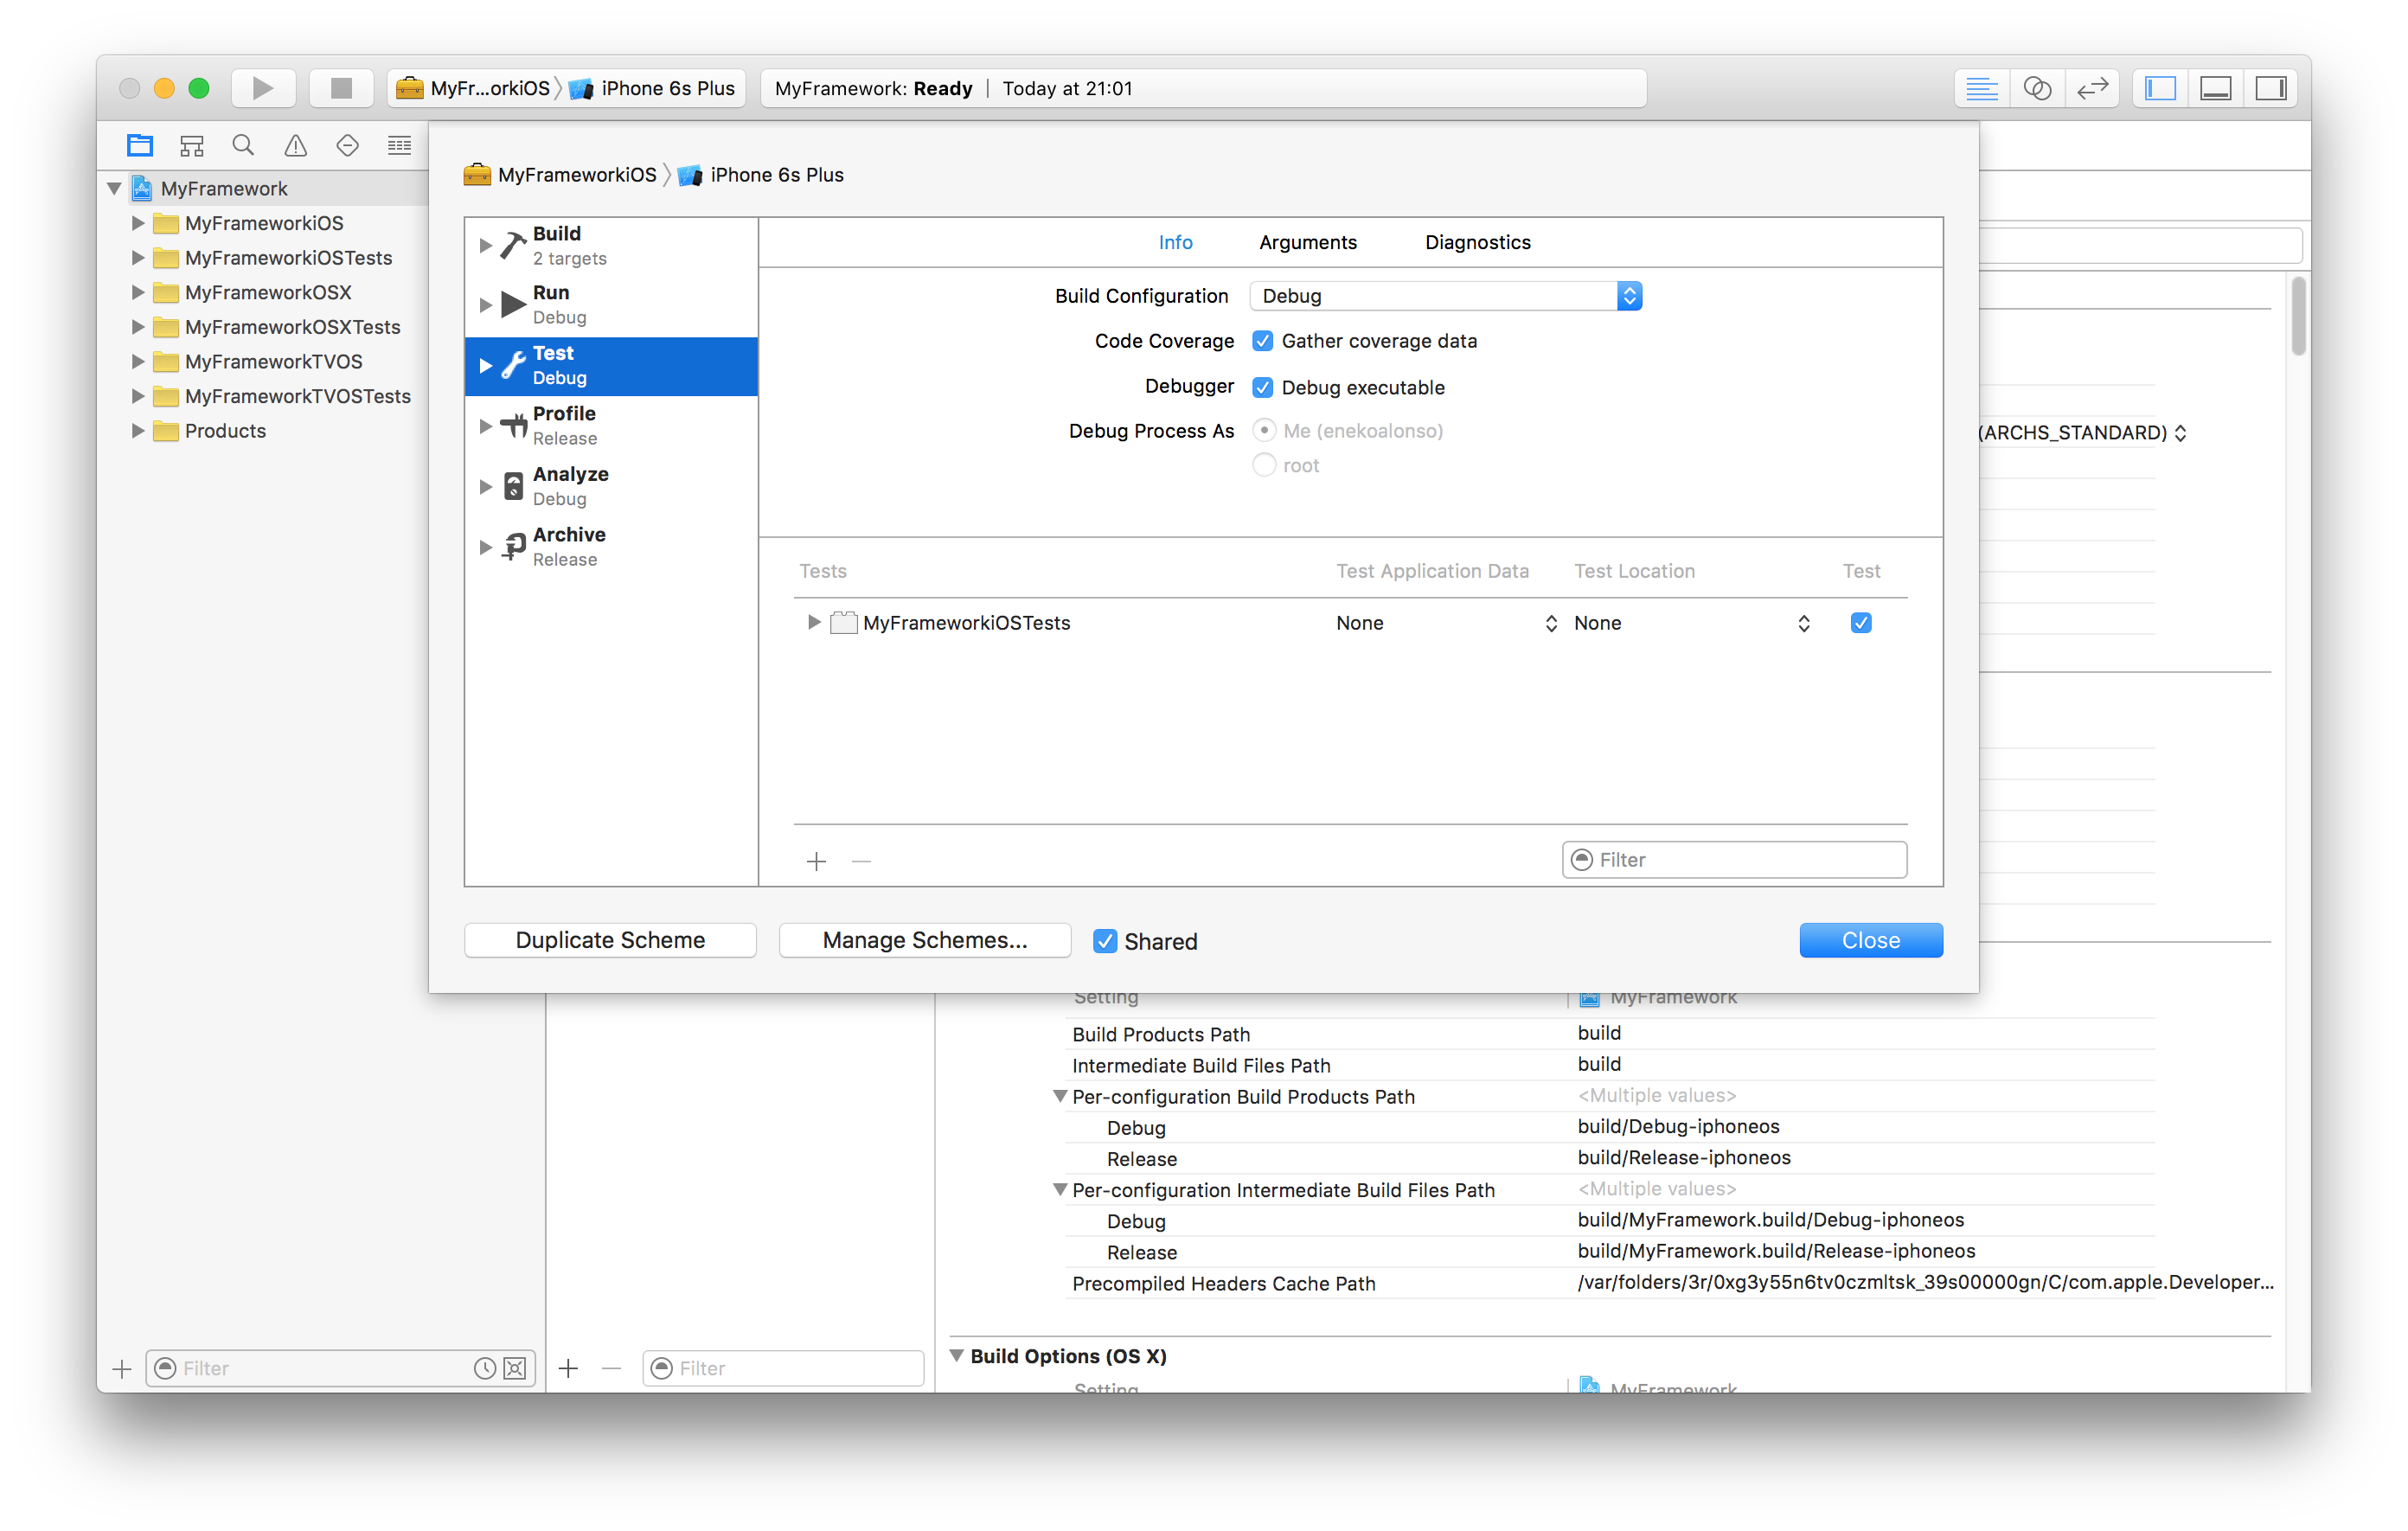 MyFr...orkiOS iPhone 6s Plus MyFramework: Ready | Today at 21:01
MyFramework
MyFrameworkiOS
MyFrameworkiOSTests
MyFrameworkOSX
MyFrameworkOSXTests
MyFrameworkTVOS
MyFrameworkTVOSTests
Products
MyFrameworkiOS iPhone 6s Plus
Build
2 targets
Run
Debug
Test
Debug
Profile
Release
Analyze
Debug
Archive
Release
Info Arguments Diagnostics
Build Configuration Debug
Code Coverage Gather coverage data
Debugger Debug executable
Debug Process As Me (enekoalonso)
root
Tests Test Application Data Test Location Test
MyFrameworkiOSTests None None
Filter
Duplicate Scheme Manage Schemes... Shared Close
(ARCHS_STANDARD)
Setting MyFramework
Build Products Path build
Intermediate Build Files Path build
Per-configuration Build Products Path <Multiple values>
Debug build/Debug-iphoneos
Release build/Release-iphoneos
Per-configuration Intermediate Build Files Path <Multiple values>
Debug build/MyFramework.build/Debug-iphoneos
Release build/MyFramework.build/Release-iphoneos
Precompiled Headers Cache Path /var/folders/3r/0xg3y55n6tv0czmltsk_39s00000gn/C/com.apple.Developer...
Build Options (OS X)
Setting MyFramework
Filter Filter